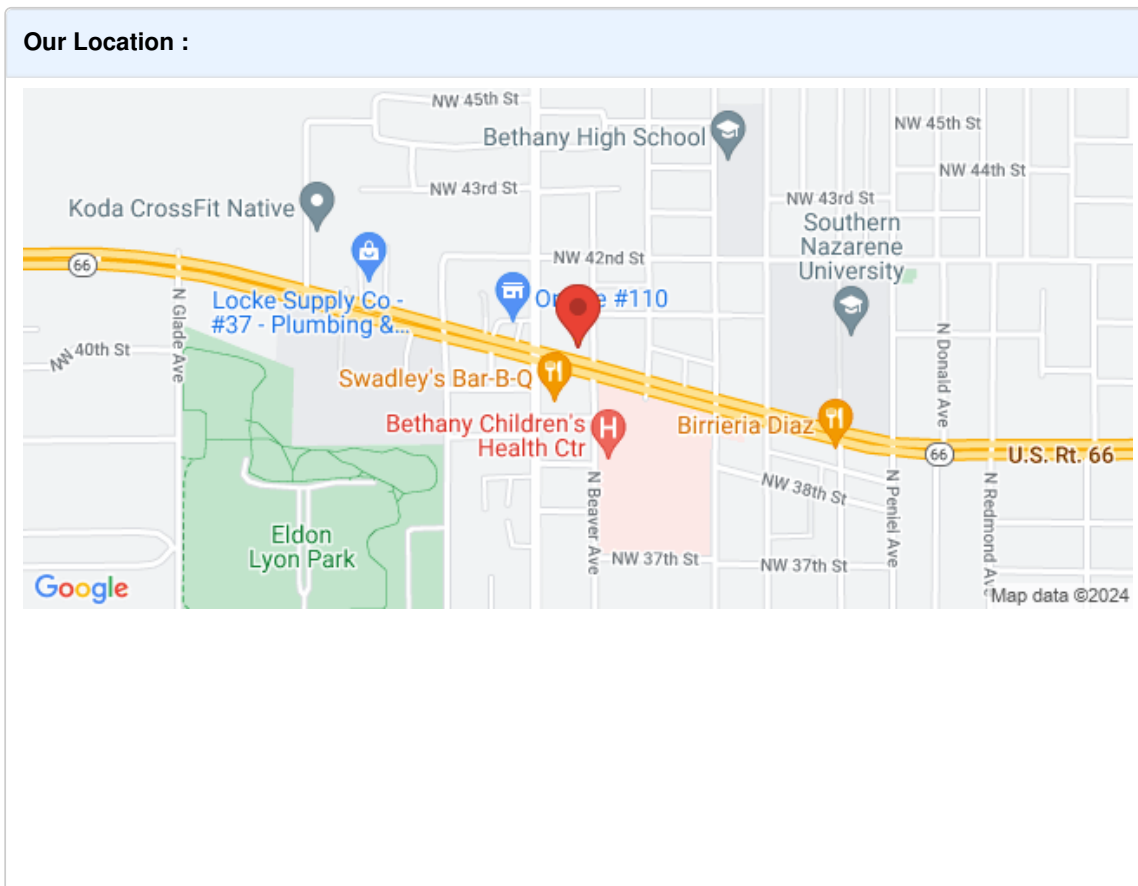 Our Location :
NW 45th St
Bethany High School
NW 45th St
NW 44th St
NW 43rd St
NW 43rd St
Koda CrossFit Native
Southern
Nazarene
University
NW 42nd St
66
Locke Supply Co -
#37 - Plumbing &...
#110
N Glade Ave
40th St
N Donald Ave
Swadley's Bar-B-Q
Bethany Children's
Health Ctr
Birrieria Diaz
66
U.S. Rt. 66
NW 38th St
N Beaver Ave
N Peniel Ave
N Redmond Ave
Eldon
Lyon Park
NW 37th St
NW 37th St
Google
Map data ©2024